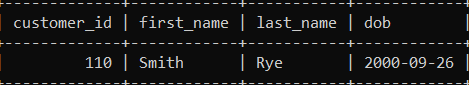 customer_id | first_name | last_name | dob |
110 | Smith | Rye | 2000-09-26 |